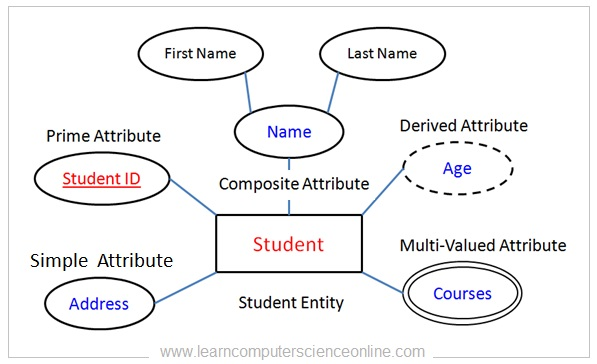 First Name
Last Name
Name
Prime Attribute
Derived Attribute
Student ID
Age
Composite Attribute
Student
Simple Attribute
Multi-Valued Attribute
Address
Student Entity
Courses
www.learncomputerscienceonline.com